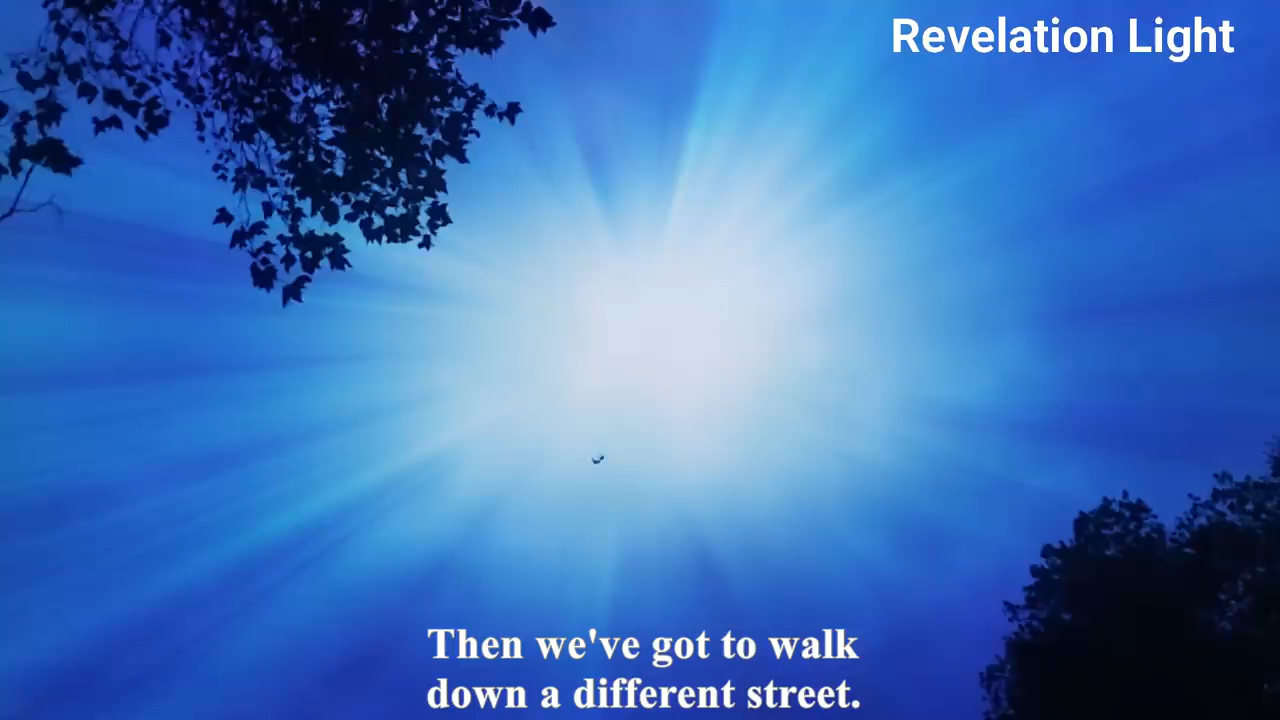 Revelation Light
Then we've got to walk
down a different street.